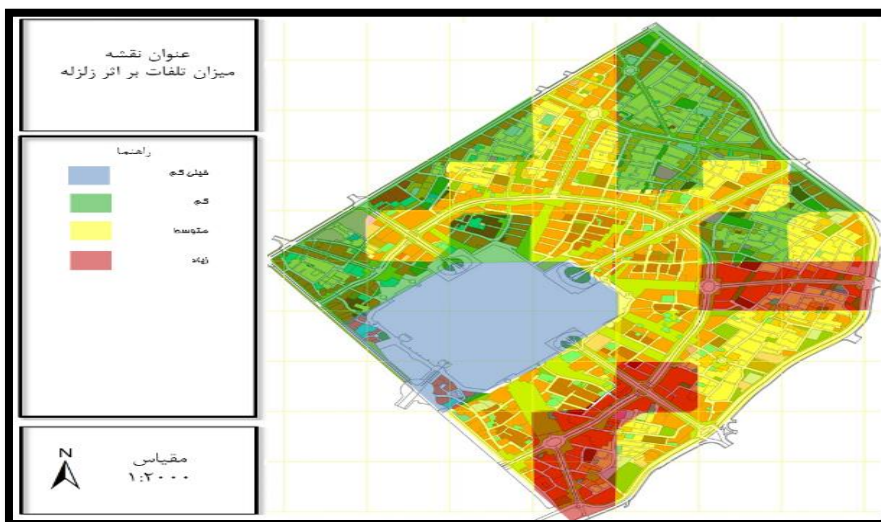 عنوان نقشه
میزان تلفات بر اثر زلزله
راهنما
خیلی کم
کم
متوسط
زیاد
N
مقیاس
۱:۲۰۰۰